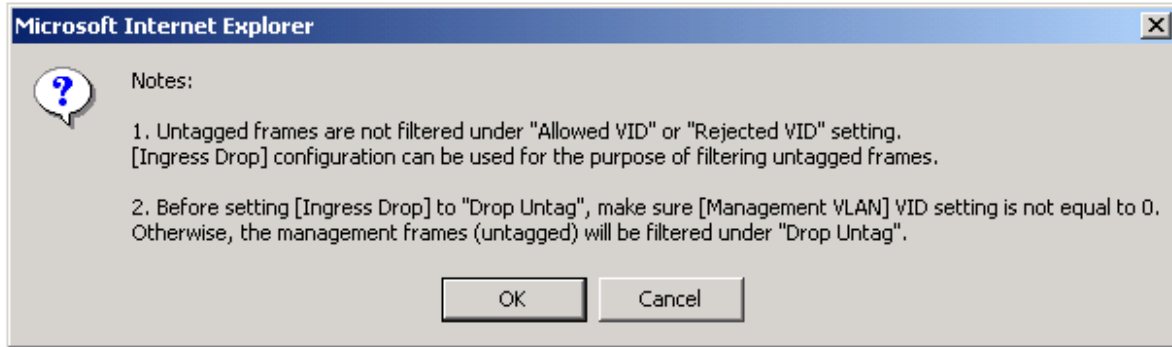 Microsoft Internet Explorer
Notes:
1. Untagged frames are not filtered under "Allowed VID" or "Rejected VID" setting.
[Ingress Drop] configuration can be used for the purpose of filtering untagged frames.
2. Before setting [Ingress Drop] to "Drop Untag", make sure [Management VLAN] VID setting is not equal to 0.
Otherwise, the management frames (untagged) will be filtered under "Drop Untag".
OK Cancel